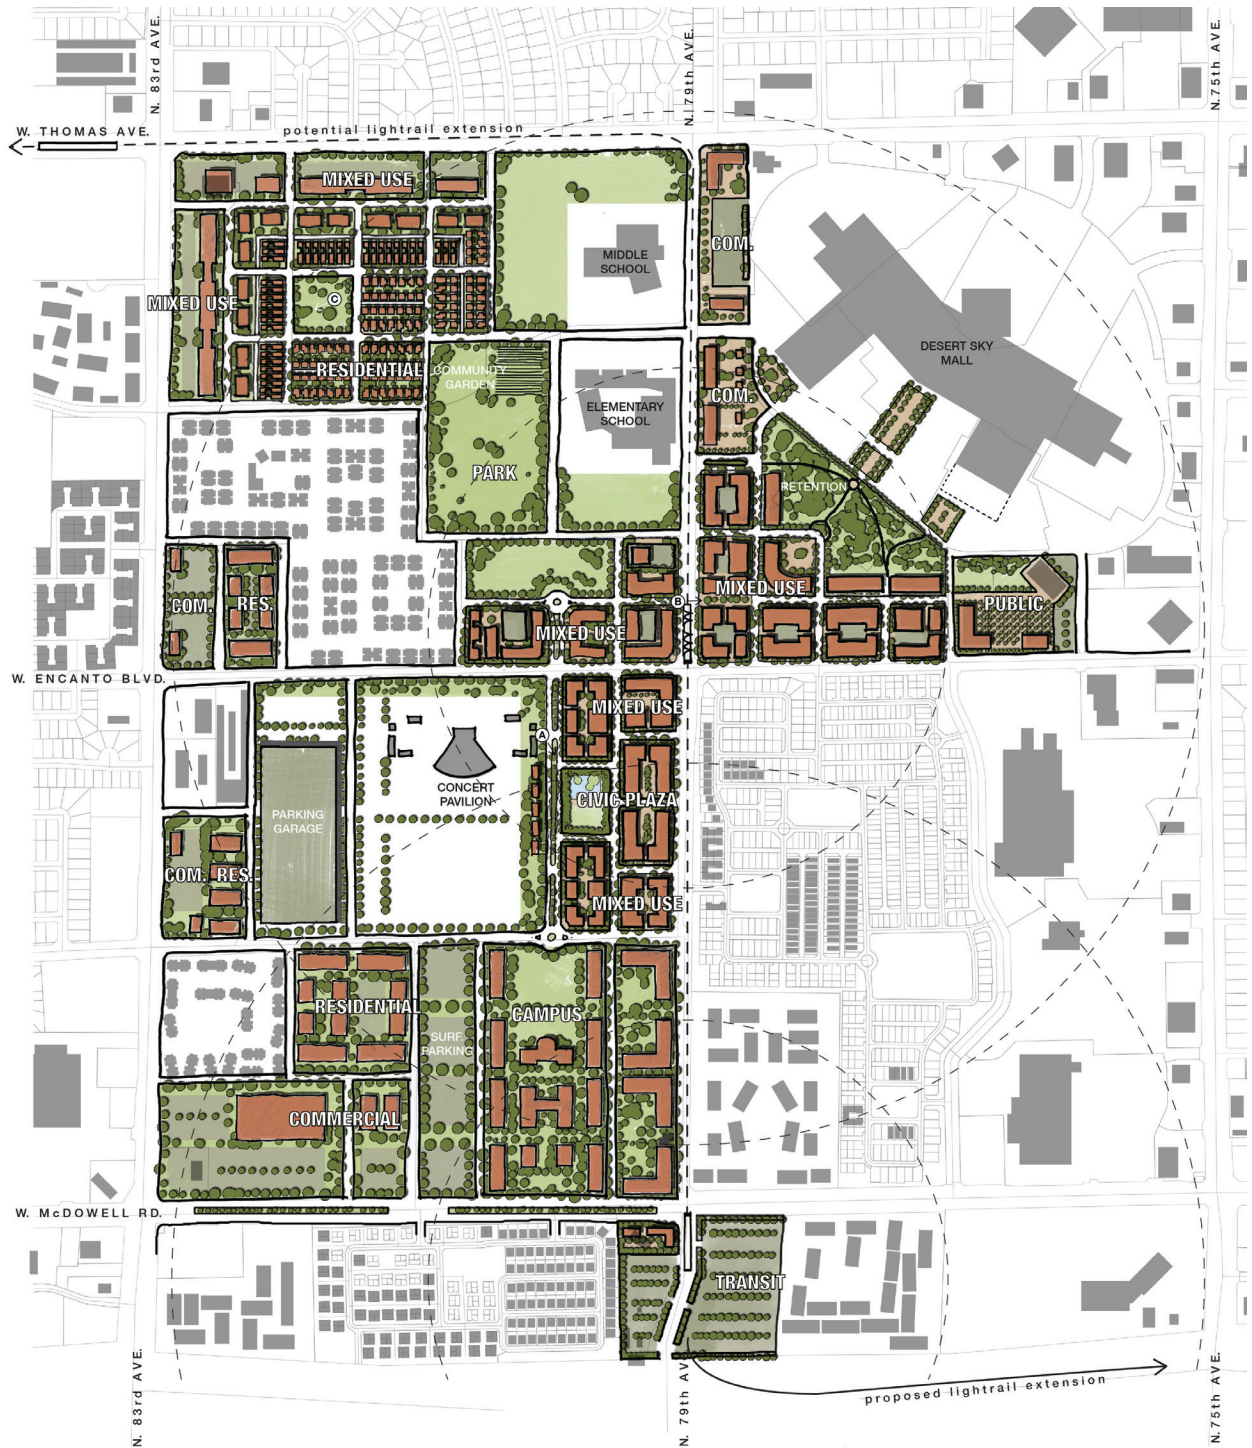 N. 83rd AVE.
N. 79th AVE.
N. 75th AVE.
W. THOMAS AVE.
potential lightrail extension
MIXED USE
MIDDLE
SCHOOL
COM.
MIXED USE
C
DESERT SKY
MALL
RESIDENTIAL
COMMUNITY
GARDEN
COM.
ELEMENTARY
SCHOOL
PARK
RETENTION
COM.
RES.
B
MIXED USE
PUBLIC
MIXED USE
W. ENCANTO BLVD.
MIXED USE
A
CONCERT
PAVILION
CIVIC PLAZA
PARKING
GARAGE
COM.
RES.
MIXED USE
RESIDENTIAL
CAMPUS
SURF.
PARKING
COMMERCIAL
W. McDOWELL RD.
TRANSIT
proposed lightrail extension
N. 83rd AVE.
N. 79th AVE.
N. 75th AVE.